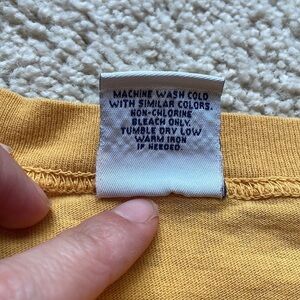 MACHINE WASH COLD
WITH SIMILAR COLORS.
NON-CHLORINE
BLEACH ONLY.
TUMBLE DRY LOW
WARM IRON
IF NEEDED.